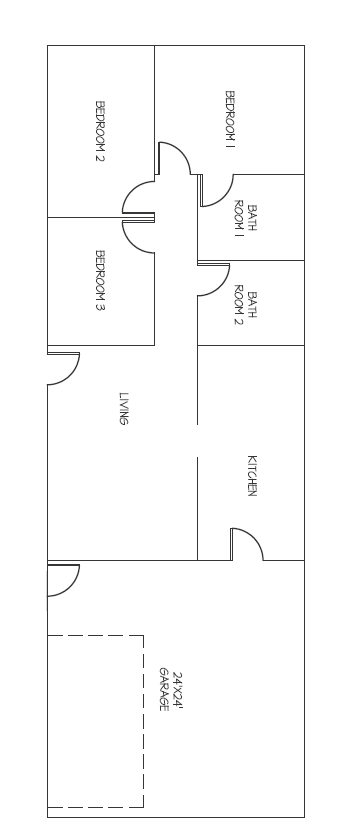 BEDROOM 2
BEDROOM 1
BATH
ROOM 1
BEDROOM 3
BATH
ROOM 2
LIVING
KITCHEN
24'X24'
GARAGE